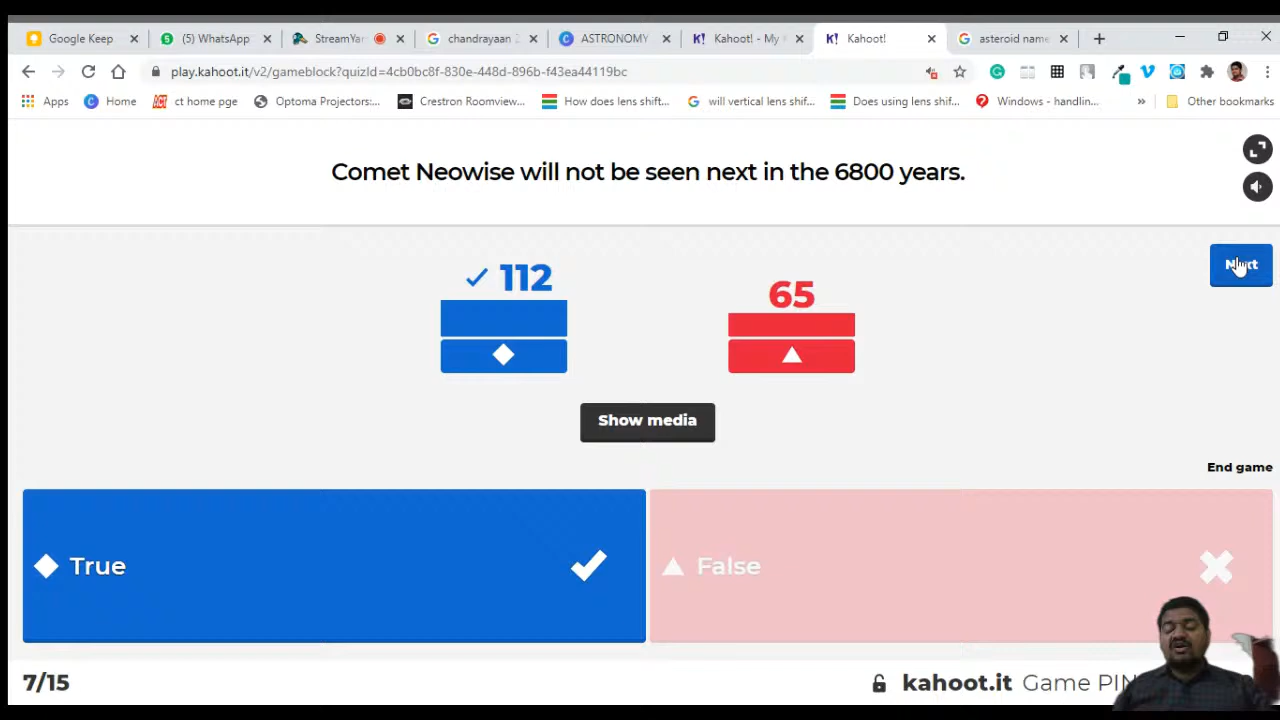 Google Keep
(5) WhatsApp
StreamYar
chandrayaan 2
ASTRONOMY
K! Kahoot! - My K
K! Kahoot!
asteroid name
play.kahoot.it/v2/gameblock?quizId=4cb0bc8f-830e-448d-896b-f43ea44119bc
Apps
Home
ct home pge
Optoma Projectors:...
Crestron Roomview...
How does lens shift...
will vertical lens shif...
Does using lens shif...
Windows - handlin...
» Other bookmarks
Comet Neowise will not be seen next in the 6800 years.
Next
112
65
Show media
End game
True
False
7/15
kahoot.it Game PIN